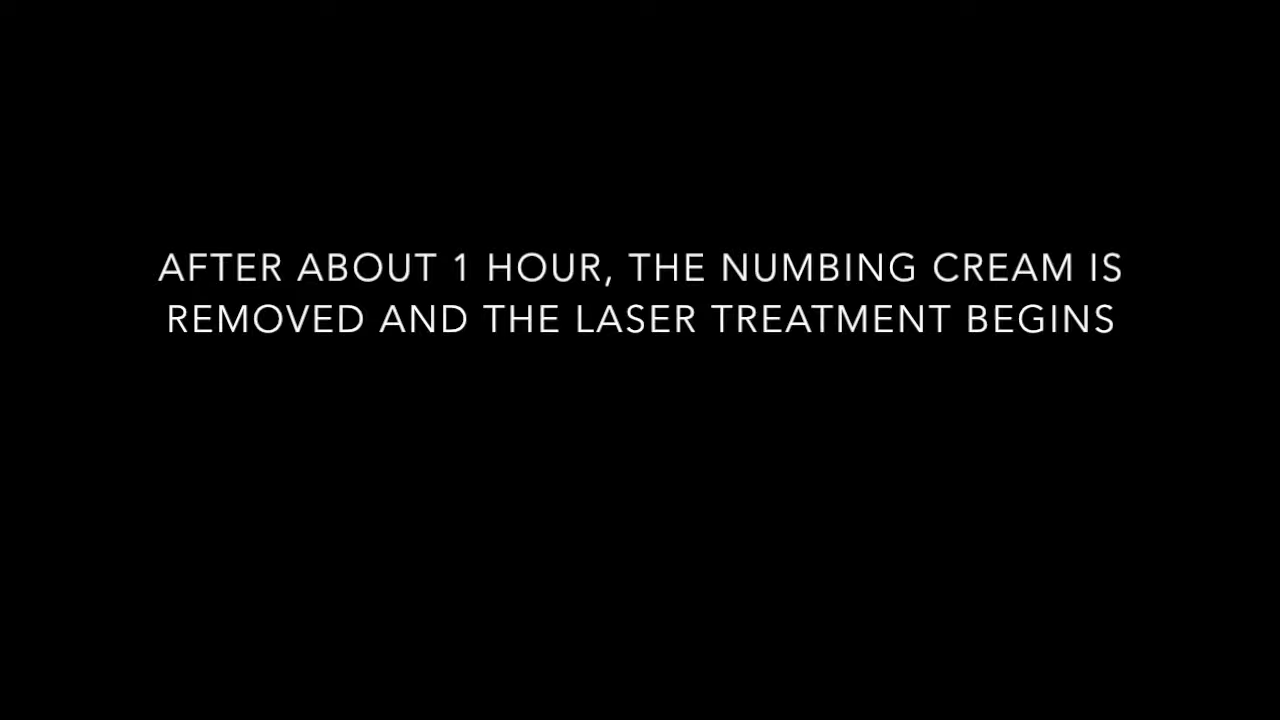 AFTER ABOUT 1 HOUR, THE NUMBING CREAM IS
REMOVED AND THE LASER TREATMENT BEGINS